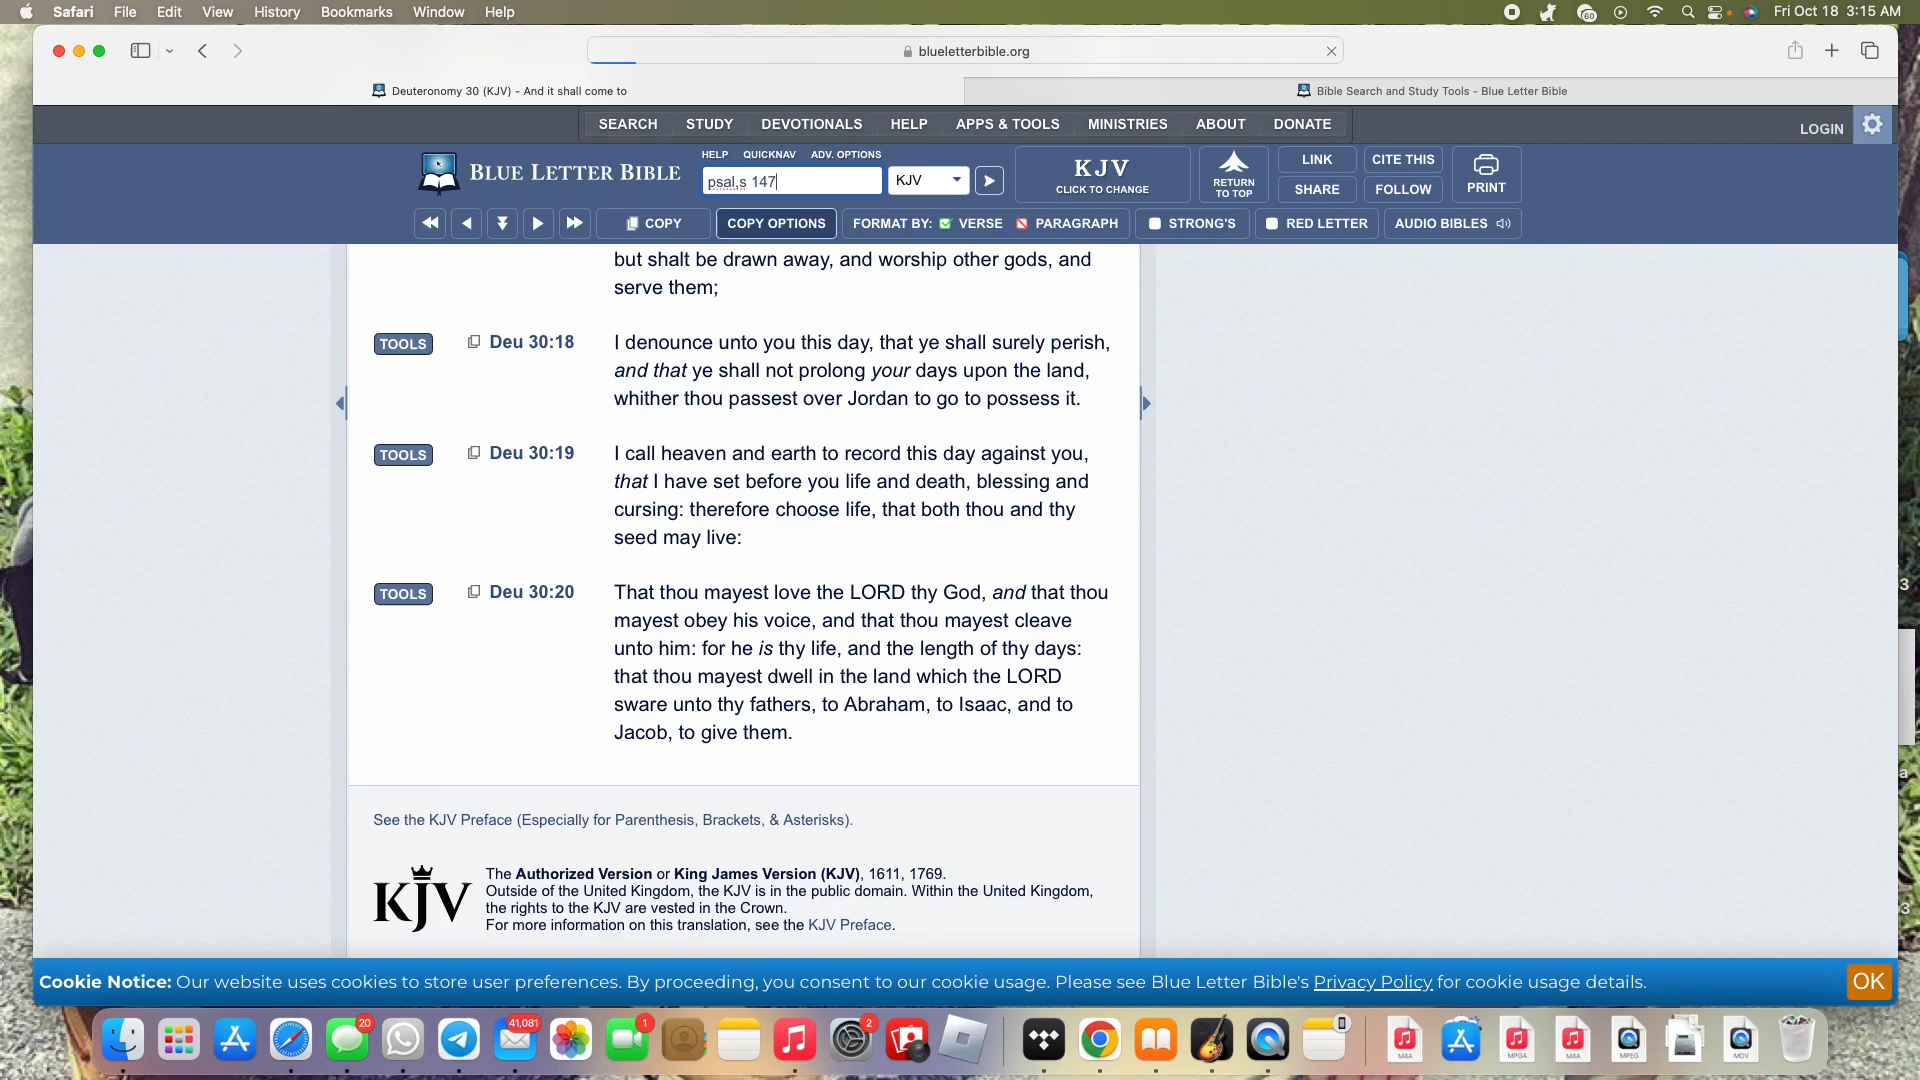 Safari File Edit View History Bookmarks Window Help
60
Fri Oct 18 3:15 AM
blueletterbible.org
Deuteronomy 30 (KJV) - And it shall come to
Bible Search and Study Tools - Blue Letter Bible
SEARCH STUDY DEVOTIONALS HELP APPS & TOOLS MINISTRIES ABOUT DONATE
LOGIN
BLUE LETTER BIBLE
HELP QUICKNAV ADV. OPTIONS
psal,s 147
KJV
KJV
CLICK TO CHANGE
RETURN
TO TOP
LINK
CITE THIS
SHARE
FOLLOW
PRINT
COPY
COPY OPTIONS
FORMAT BY: VERSE PARAGRAPH
STRONG'S
RED LETTER
AUDIO BIBLES
but shalt be drawn away, and worship other gods, and
serve them;
TOOLS
Deu 30:18
I denounce unto you this day, that ye shall surely perish,
and that ye shall not prolong your days upon the land,
whither thou passest over Jordan to go to possess it.
TOOLS
Deu 30:19
I call heaven and earth to record this day against you,
that I have set before you life and death, blessing and
cursing: therefore choose life, that both thou and thy
seed may live:
TOOLS
Deu 30:20
That thou mayest love the LORD thy God, and that thou
mayest obey his voice, and that thou mayest cleave
unto him: for he is thy life, and the length of thy days:
that thou mayest dwell in the land which the LORD
sware unto thy fathers, to Abraham, to Isaac, and to
Jacob, to give them.
See the KJV Preface (Especially for Parenthesis, Brackets, & Asterisks).
KJV
The Authorized Version or King James Version (KJV), 1611, 1769.
Outside of the United Kingdom, the KJV is in the public domain. Within the United Kingdom,
the rights to the KJV are vested in the Crown.
For more information on this translation, see the KJV Preface.
Cookie Notice: Our website uses cookies to store user preferences. By proceeding, you consent to our cookie usage. Please see Blue Letter Bible's Privacy Policy for cookie usage details.
OK
20
41,081
1
2
M4A
MPGA
M4A
MPEG
MOV
3
3
a